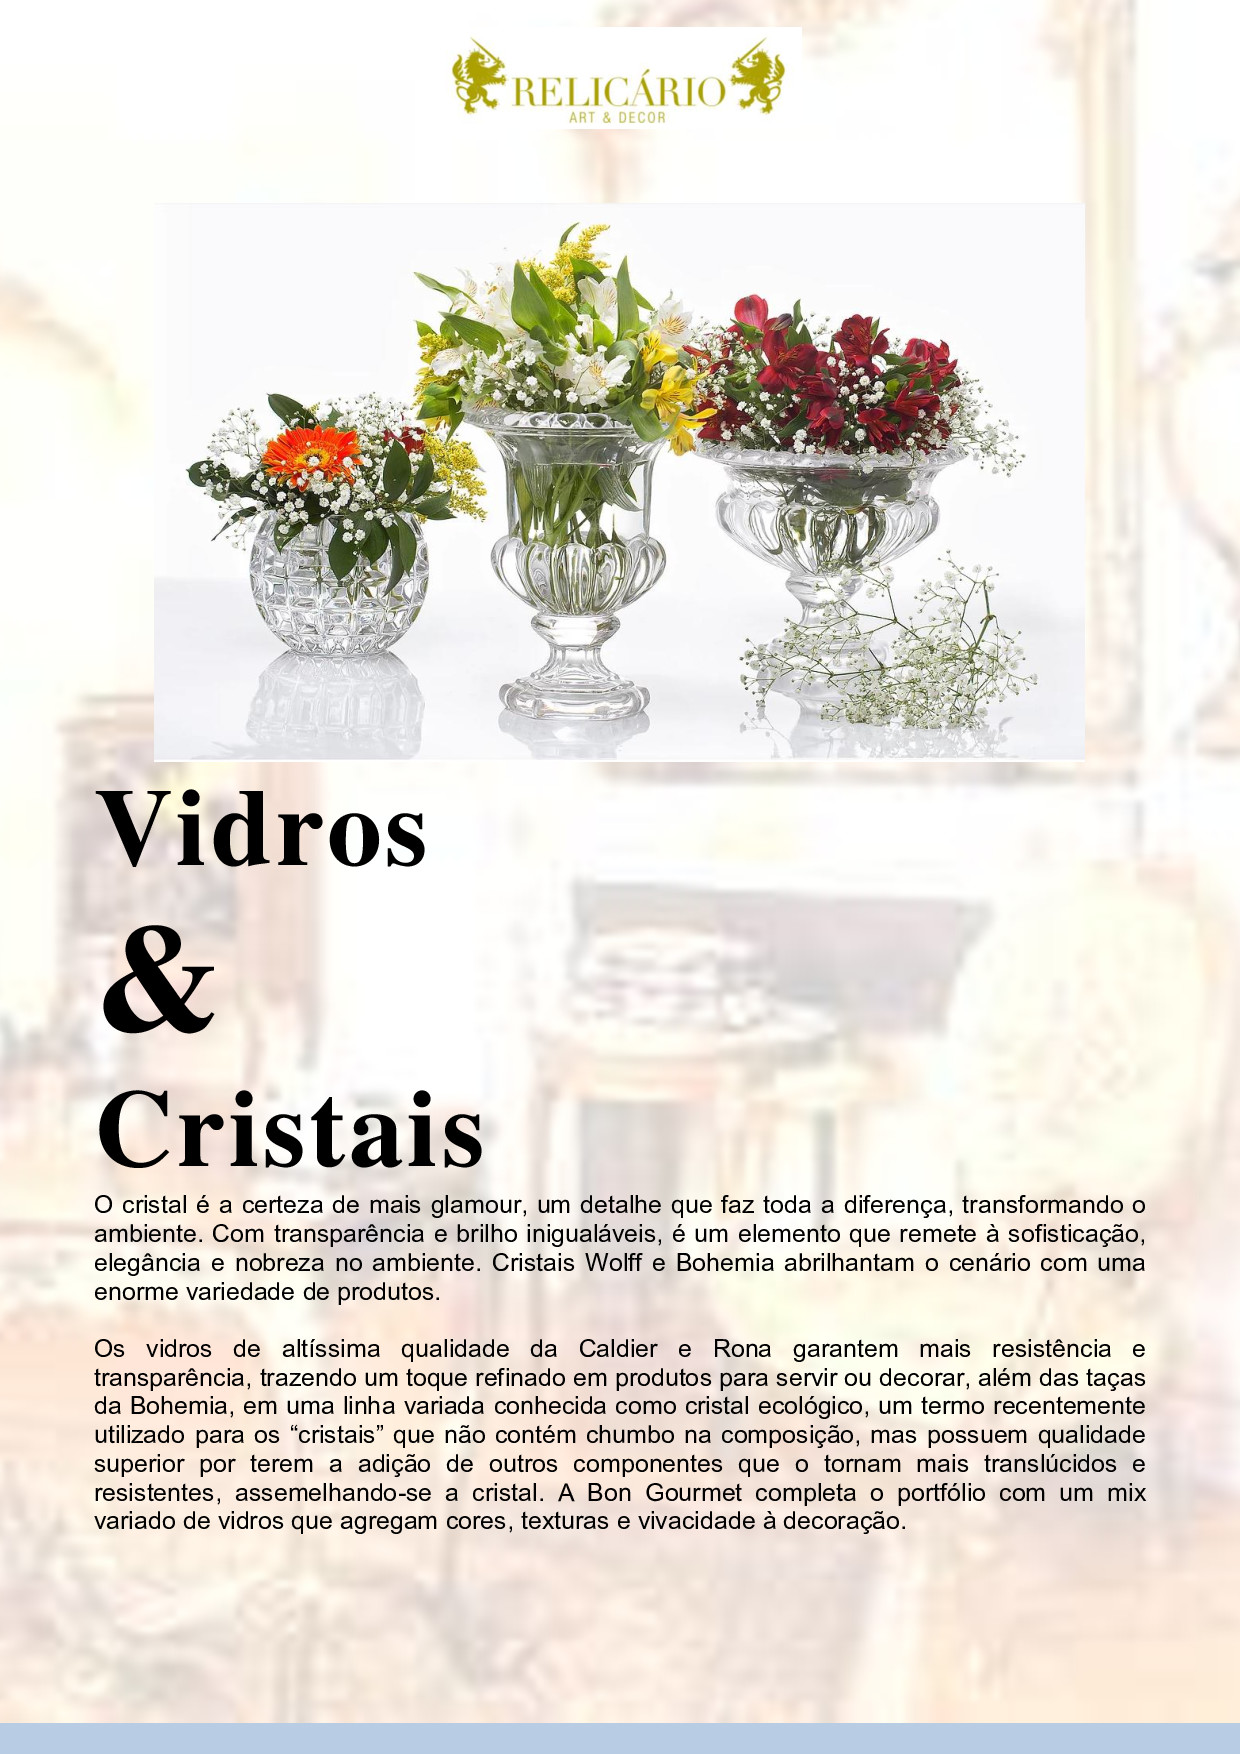 RELICÁRIO
ART & DECOR
Vidros
&
Cristais
O cristal é a certeza de mais glamour, um detalhe que faz toda a diferença, transformando o
ambiente. Com transparência e brilho inigualáveis, é um elemento que remete à sofisticação,
elegância e nobreza no ambiente. Cristais Wolff e Bohemia abrilhantam o cenário com uma
enorme variedade de produtos.
Os vidros de altíssima qualidade da Caldier e Rona garantem mais resistência e
transparência, trazendo um toque refinado em produtos para servir ou decorar, além das taças
da Bohemia, em uma linha variada conhecida como cristal ecológico, um termo recentemente
utilizado para os “cristais” que não contém chumbo na composição, mas possuem qualidade
superior por terem a adição de outros componentes que o tornam mais translúcidos e
resistentes, assemelhando-se a cristal. A Bon Gourmet completa o portfólio com um mix
variado de vidros que agregam cores, texturas e vivacidade à decoração.